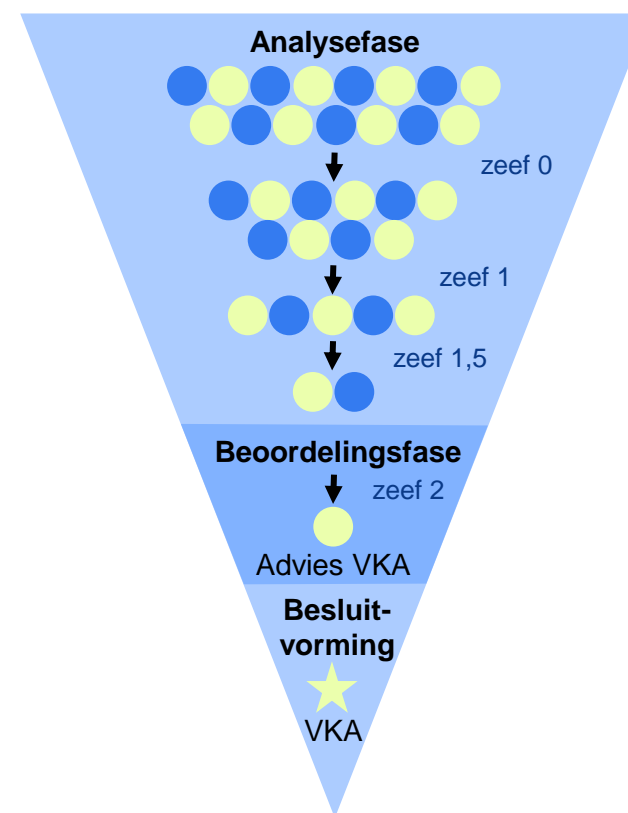 Analysefase
zeef 0
zeef 1
zeef 1,5
Beoordelingsfase
zeef 2
Advies VKA
Besluit-
vorming
VKA